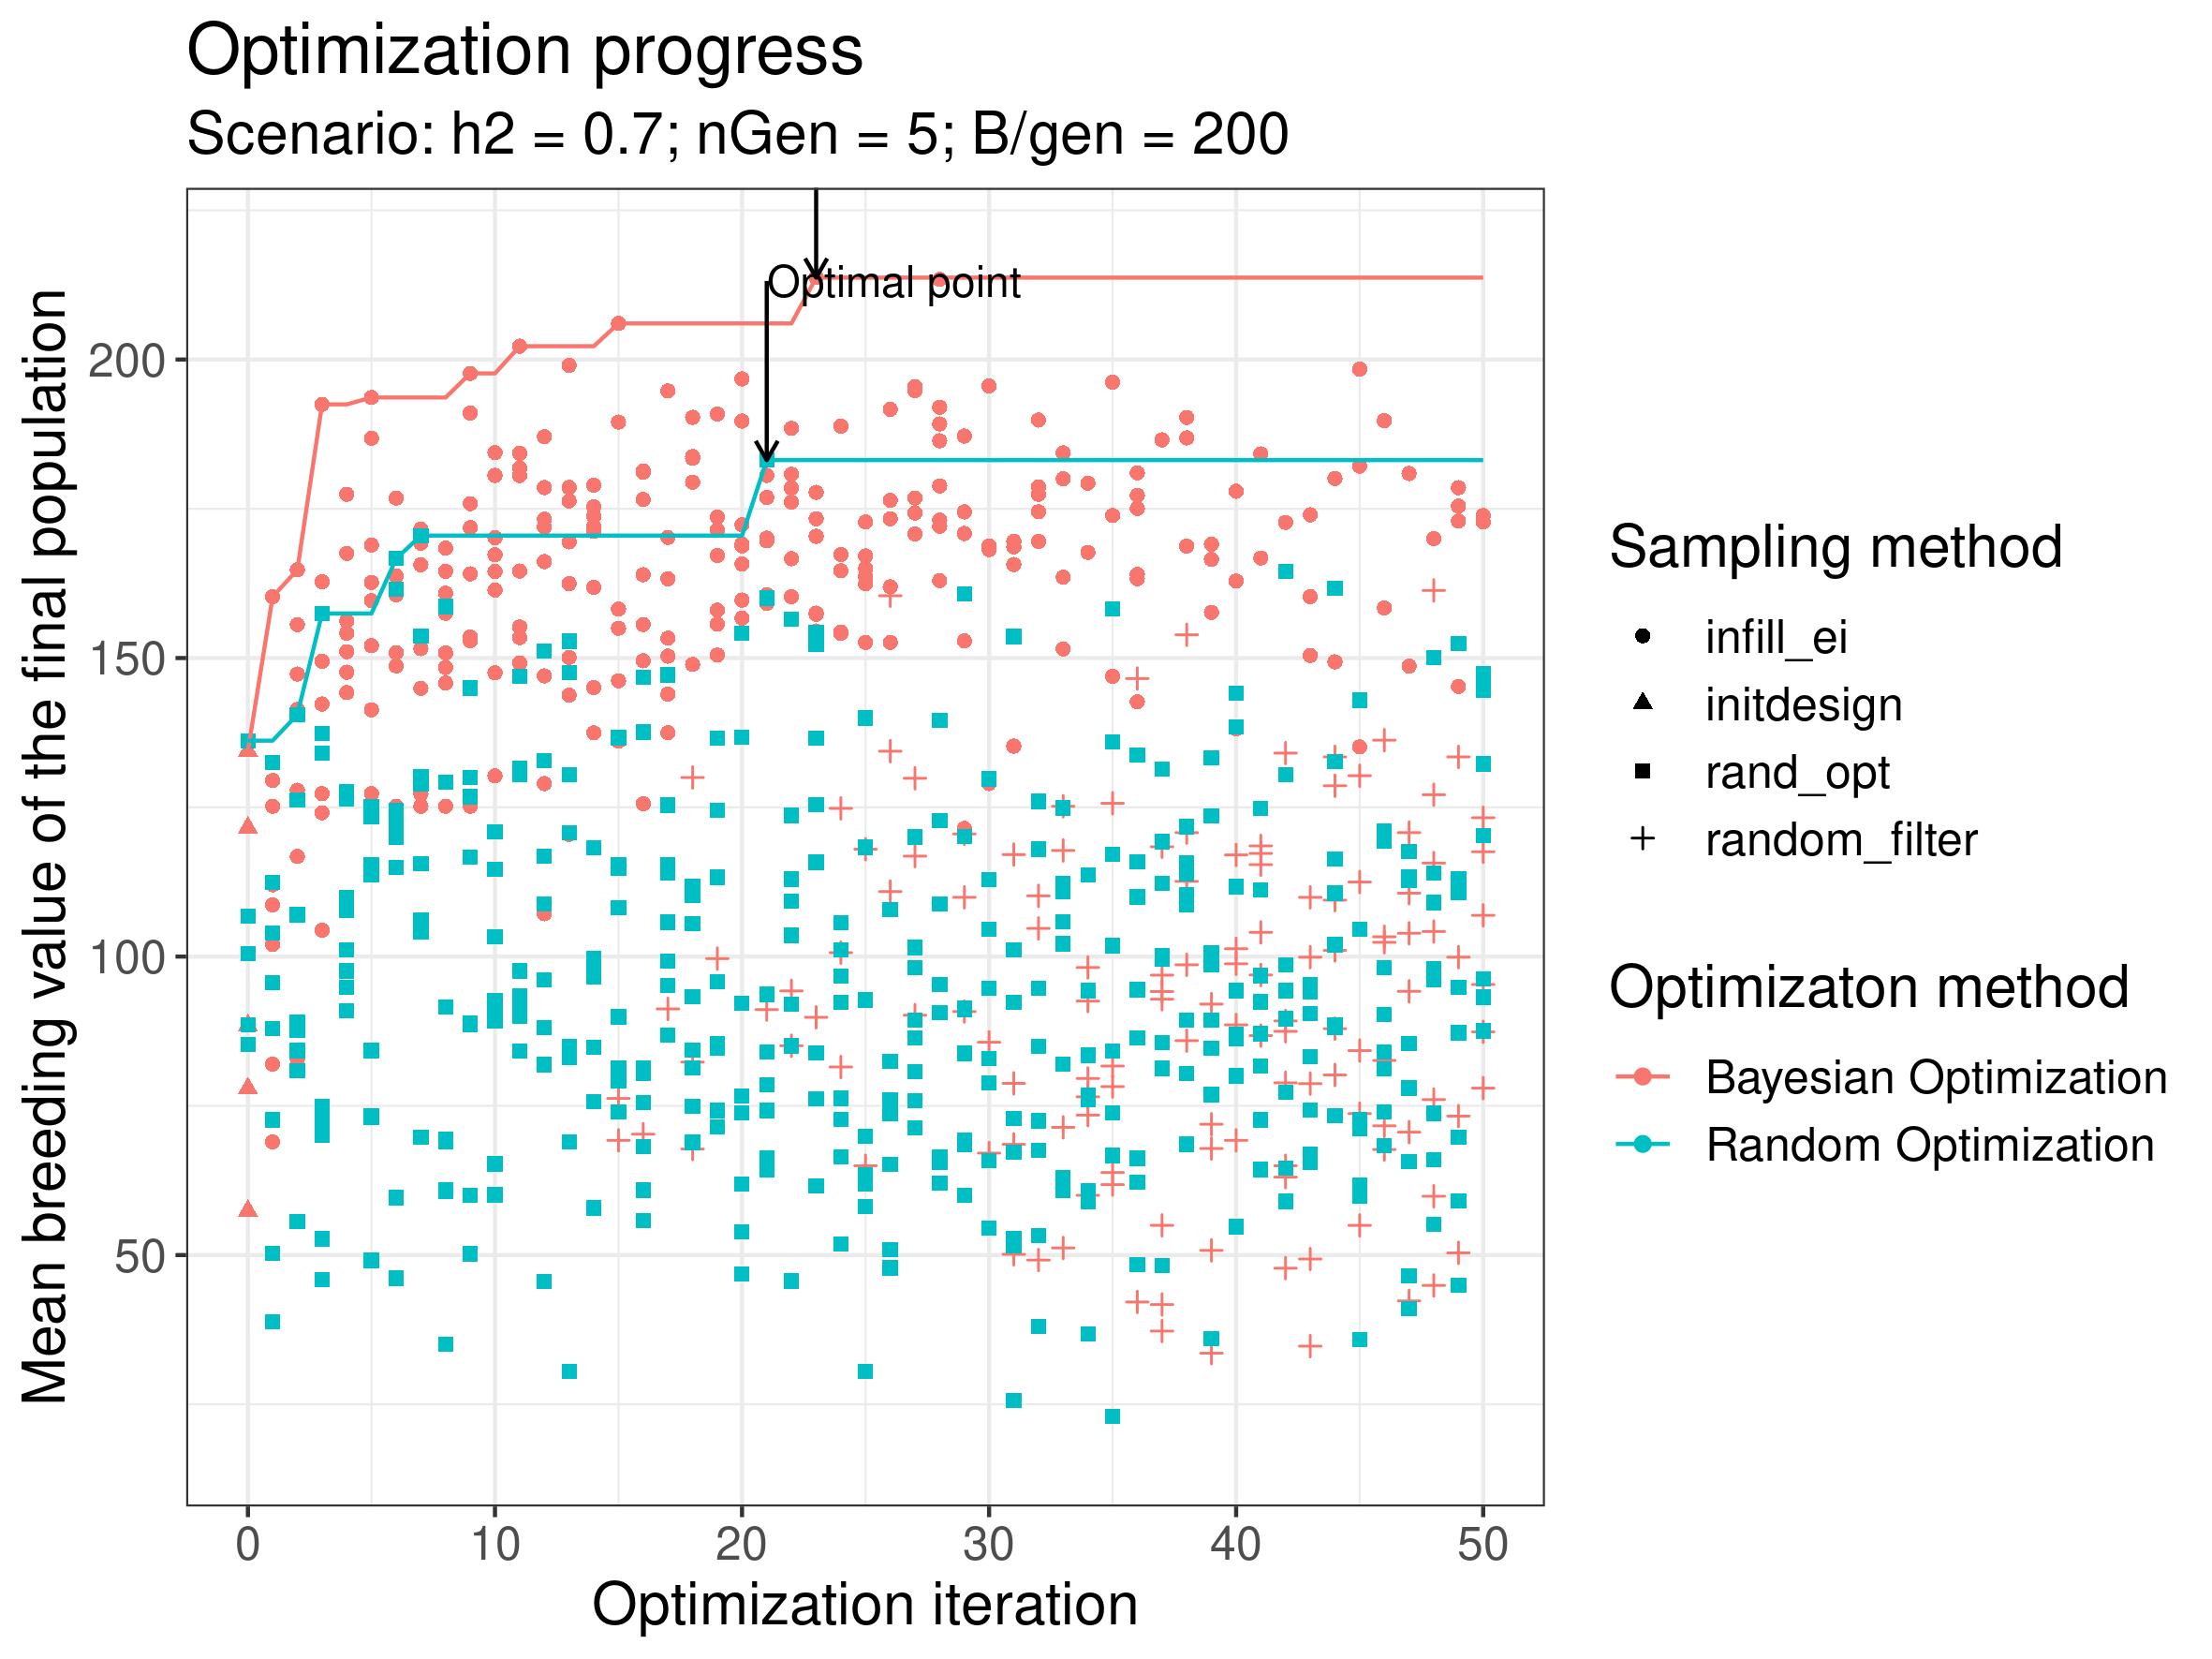 Optimization progress
Scenario: h2 = 0.7; nGen = 5; B/gen = 200
Mean breeding value of the final population
200
150
100
50
Optimal point
0 10 20 30 40 50
Optimization iteration
Sampling method
infill_ei
initdesign
rand_opt
random_filter
Optimizaton method
Bayesian Optimization
Random Optimization